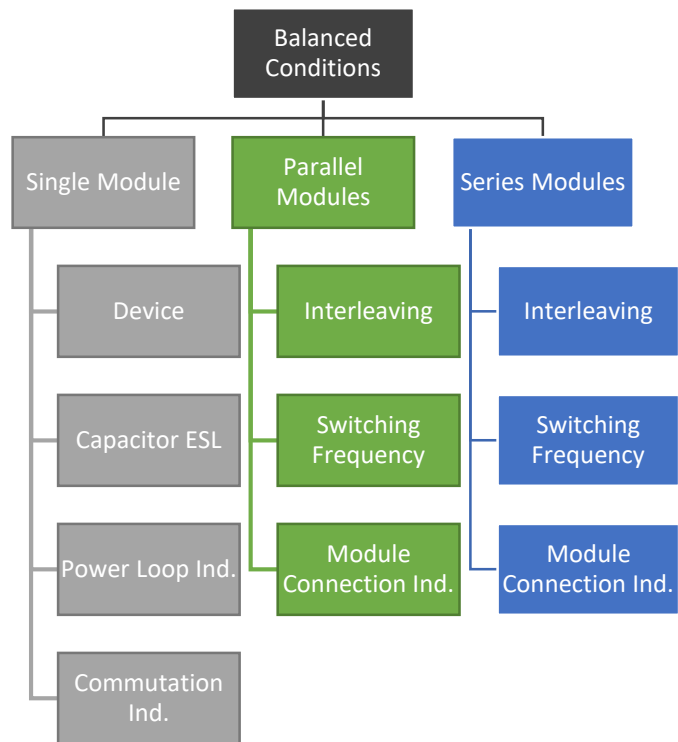 Balanced
Conditions
Single Module
Parallel
Modules
Series Modules
Device
Interleaving
Interleaving
Capacitor ESL
Switching
Frequency
Switching
Frequency
Power Loop Ind.
Module
Connection Ind.
Module
Connection Ind.
Commutation
Ind.